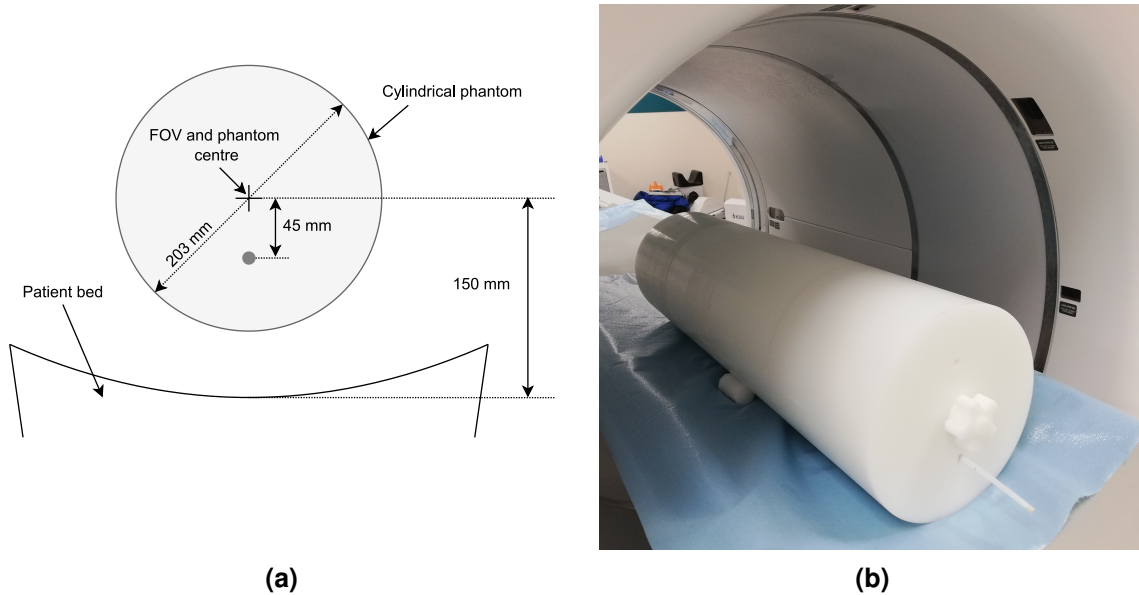 Cylindrical phantom
FOV and phantom
centre
45 mm
203 mm
150 mm
Patient bed
(a)
(b)